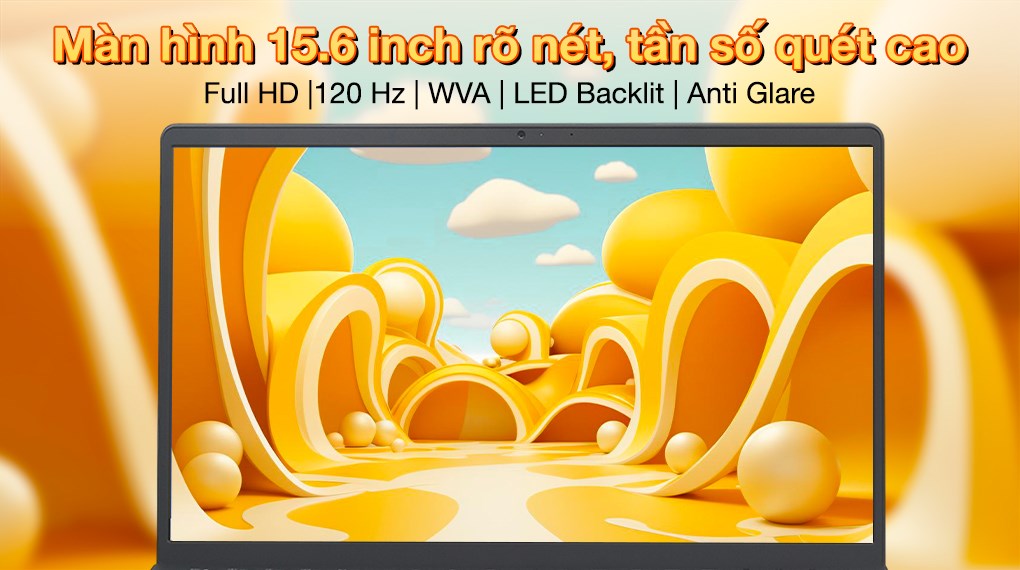 Màn hình 15.6 inch rõ nét, tần số quét cao
Full HD |120 Hz | WVA | LED Backlit | Anti Glare